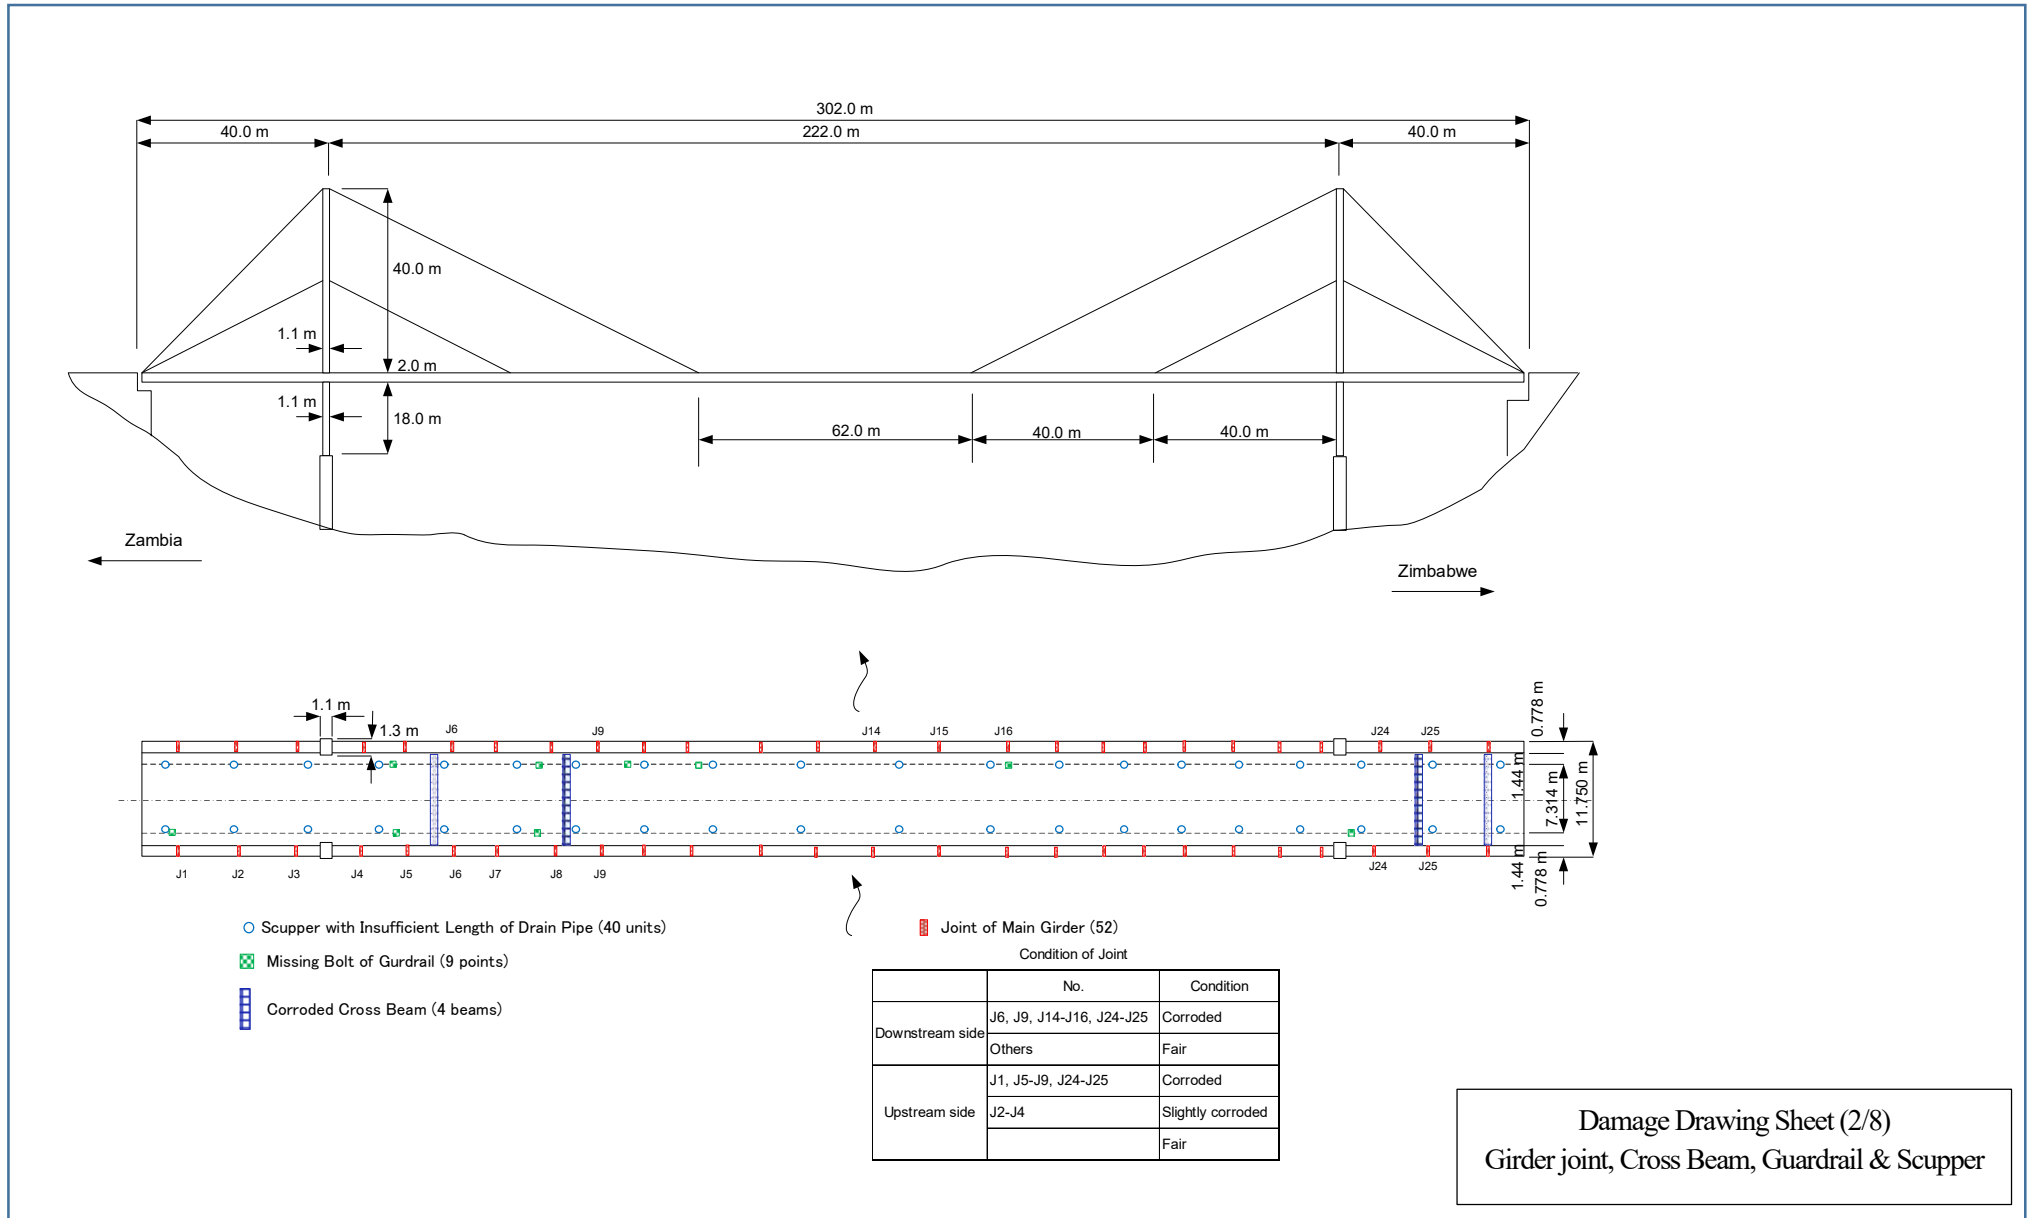 302.0 m
40.0 m
222.0 m
40.0 m
40.0 m
1.1 m
2.0 m
1.1 m
18.0 m
62.0 m
40.0 m
40.0 m
Zambia
Zimbabwe
1.1 m
1.3 m
J6
J9
J14
J15
J16
J24
J25
0.778 m
1.44 m
7.314 m
11.750 m
1.44 m
0.778 m
J1
J2
J3
J4
J5
J6
J7
J8
J9
J24
J25
Scupper with Insufficient Length of Drain Pipe (40 units)
Missing Bolt of Gurdrail (9 points)
Corroded Cross Beam (4 beams)
Joint of Main Girder (52)
Condition of Joint
No. Condition
Downstream side
J6, J9, J14-J16, J24-J25 Corroded
Others Fair
Upstream side
J1, J5-J9, J24-J25 Corroded
J2-J4 Slightly corroded
Fair
Damage Drawing Sheet (2/8)
Girder joint, Cross Beam, Guardrail & Scupper